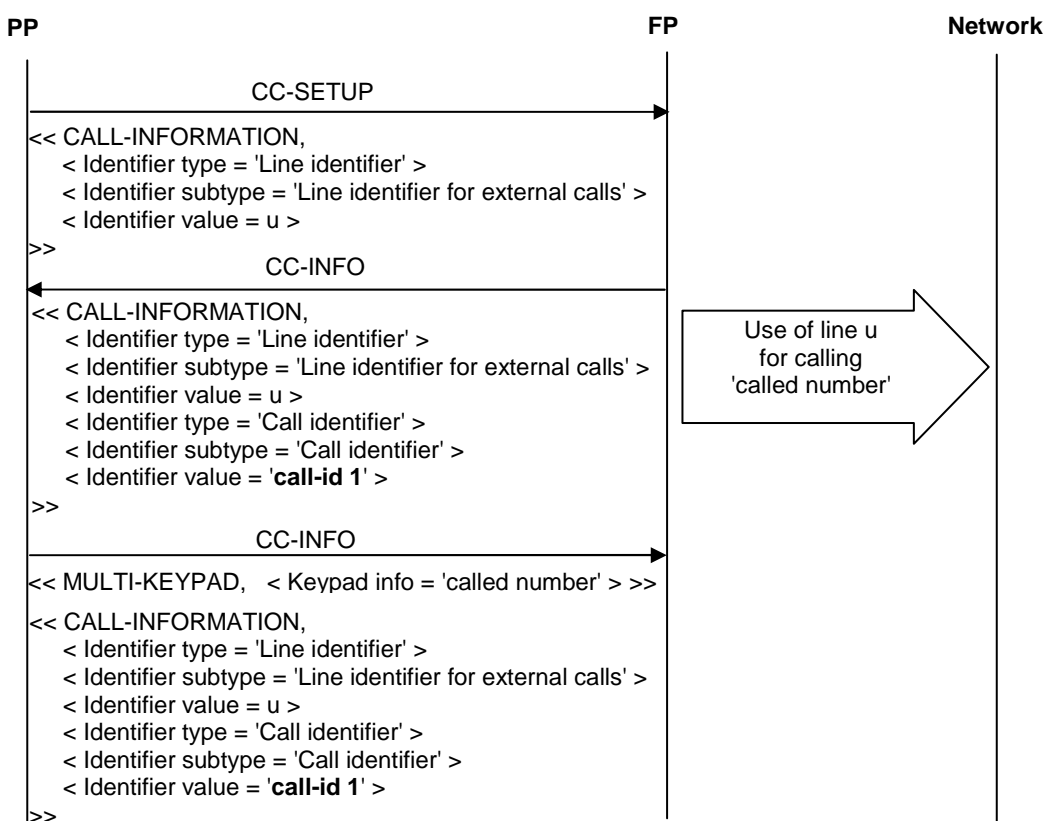 PP FP Network
CC-SETUP
<< CALL-INFORMATION,
< Identifier type = 'Line identifier' >
< Identifier subtype = 'Line identifier for external calls' >
< Identifier value = u >
>>
CC-INFO
<< CALL-INFORMATION,
< Identifier type = 'Line identifier' >
< Identifier subtype = 'Line identifier for external calls' >
< Identifier value = u >
< Identifier type = 'Call identifier' >
< Identifier subtype = 'Call identifier' >
< Identifier value = 'call-id 1' >
>>
Use of line u
for calling
'called number'
CC-INFO
<< MULTI-KEYPAD, < Keypad info = 'called number' > >>
<< CALL-INFORMATION,
< Identifier type = 'Line identifier' >
< Identifier subtype = 'Line identifier for external calls' >
< Identifier value = u >
< Identifier type = 'Call identifier' >
< Identifier subtype = 'Call identifier' >
< Identifier value = 'call-id 1' >
>>